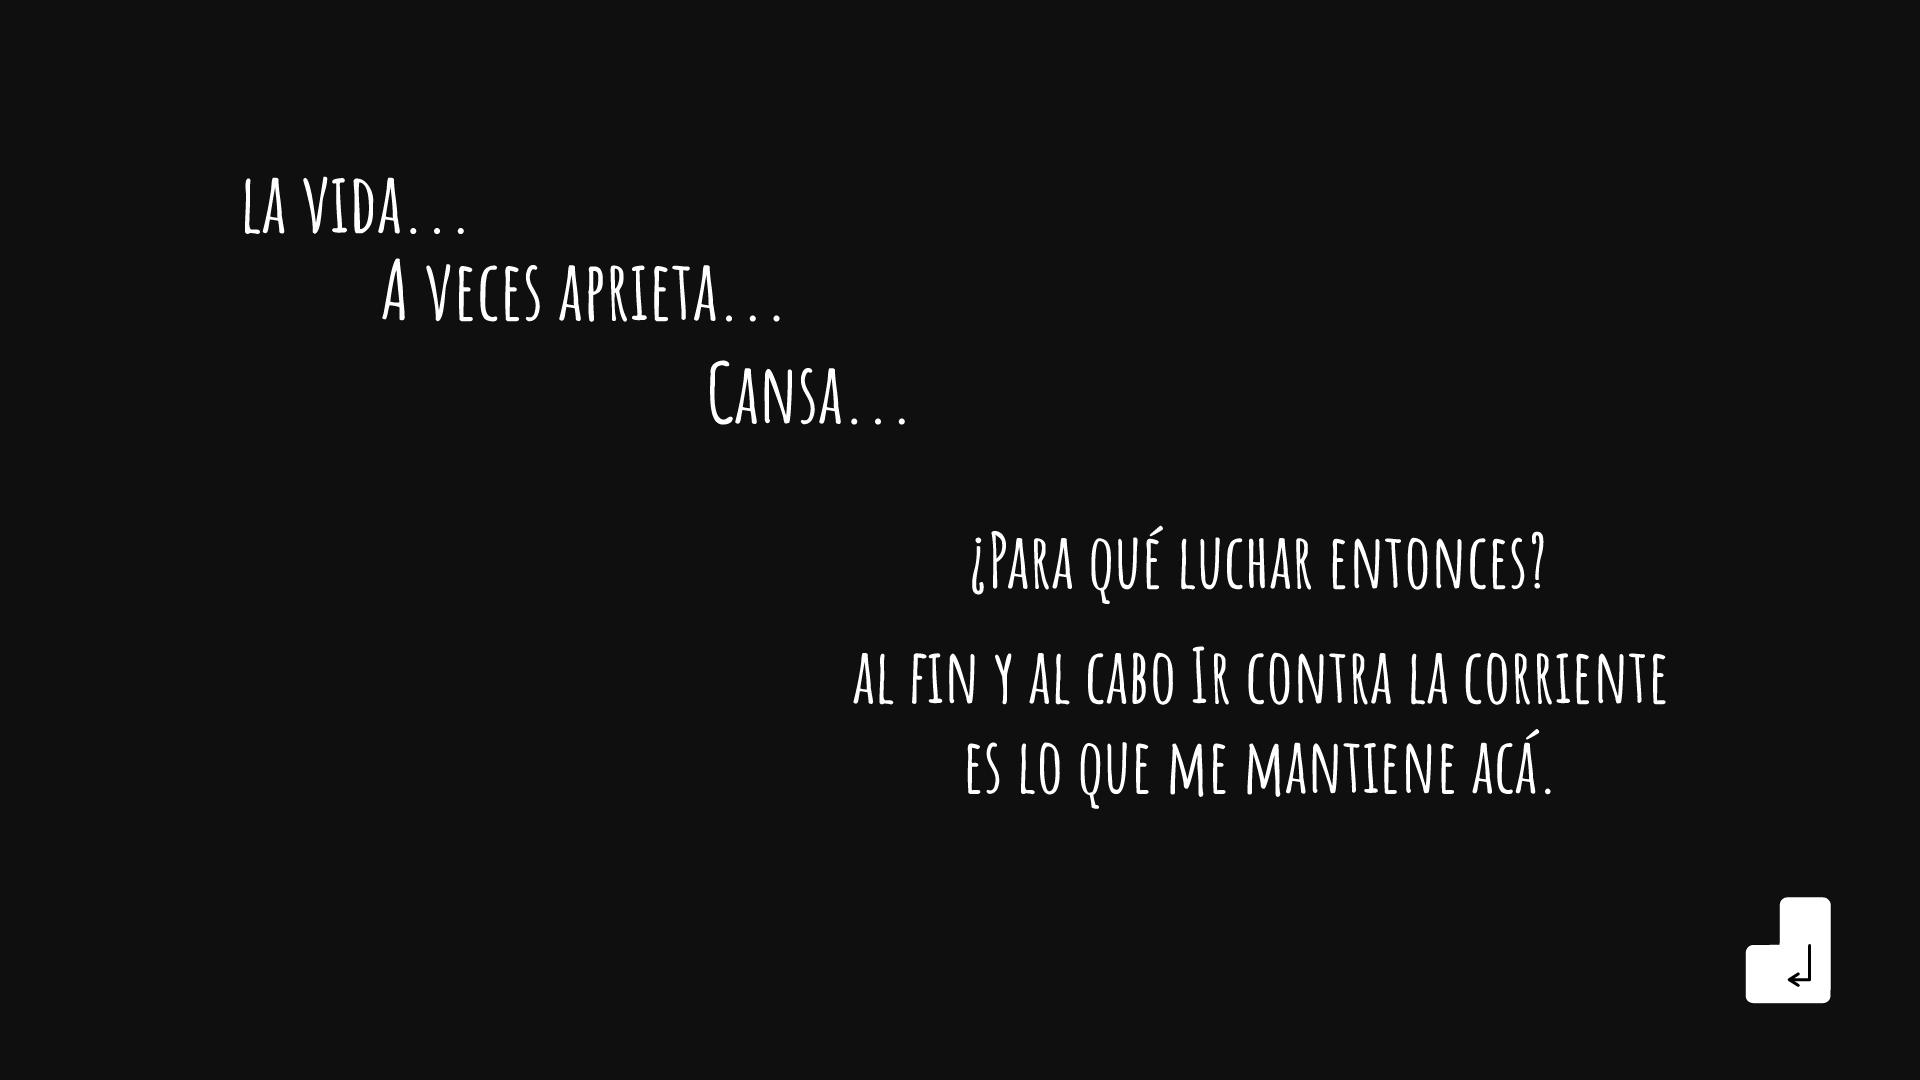 LA VIDA...
A VECES APRIETA...
CANSA...
¿PARA QUÉ LUCHAR ENTONCES?
AL FIN Y AL CABO IR CONTRA LA CORRIENTE
ES LO QUE ME MANTIENE ACÁ.